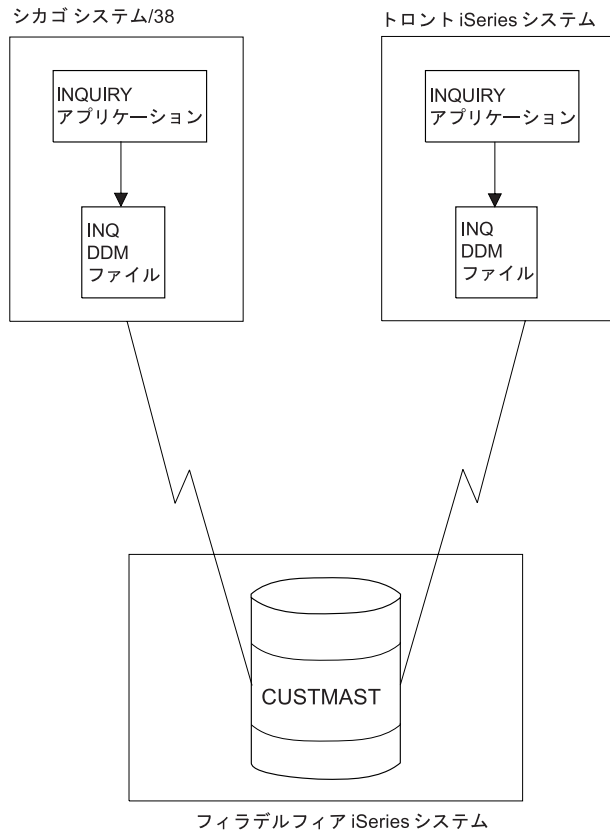 シカゴ システム/38
INQUIRY
アプリケーション
INQ
DDM
ファイル
トロント iSeries システム
INQUIRY
アプリケーション
INQ
DDM
ファイル
CUSTMAST
フィラデルフィア iSeries システム